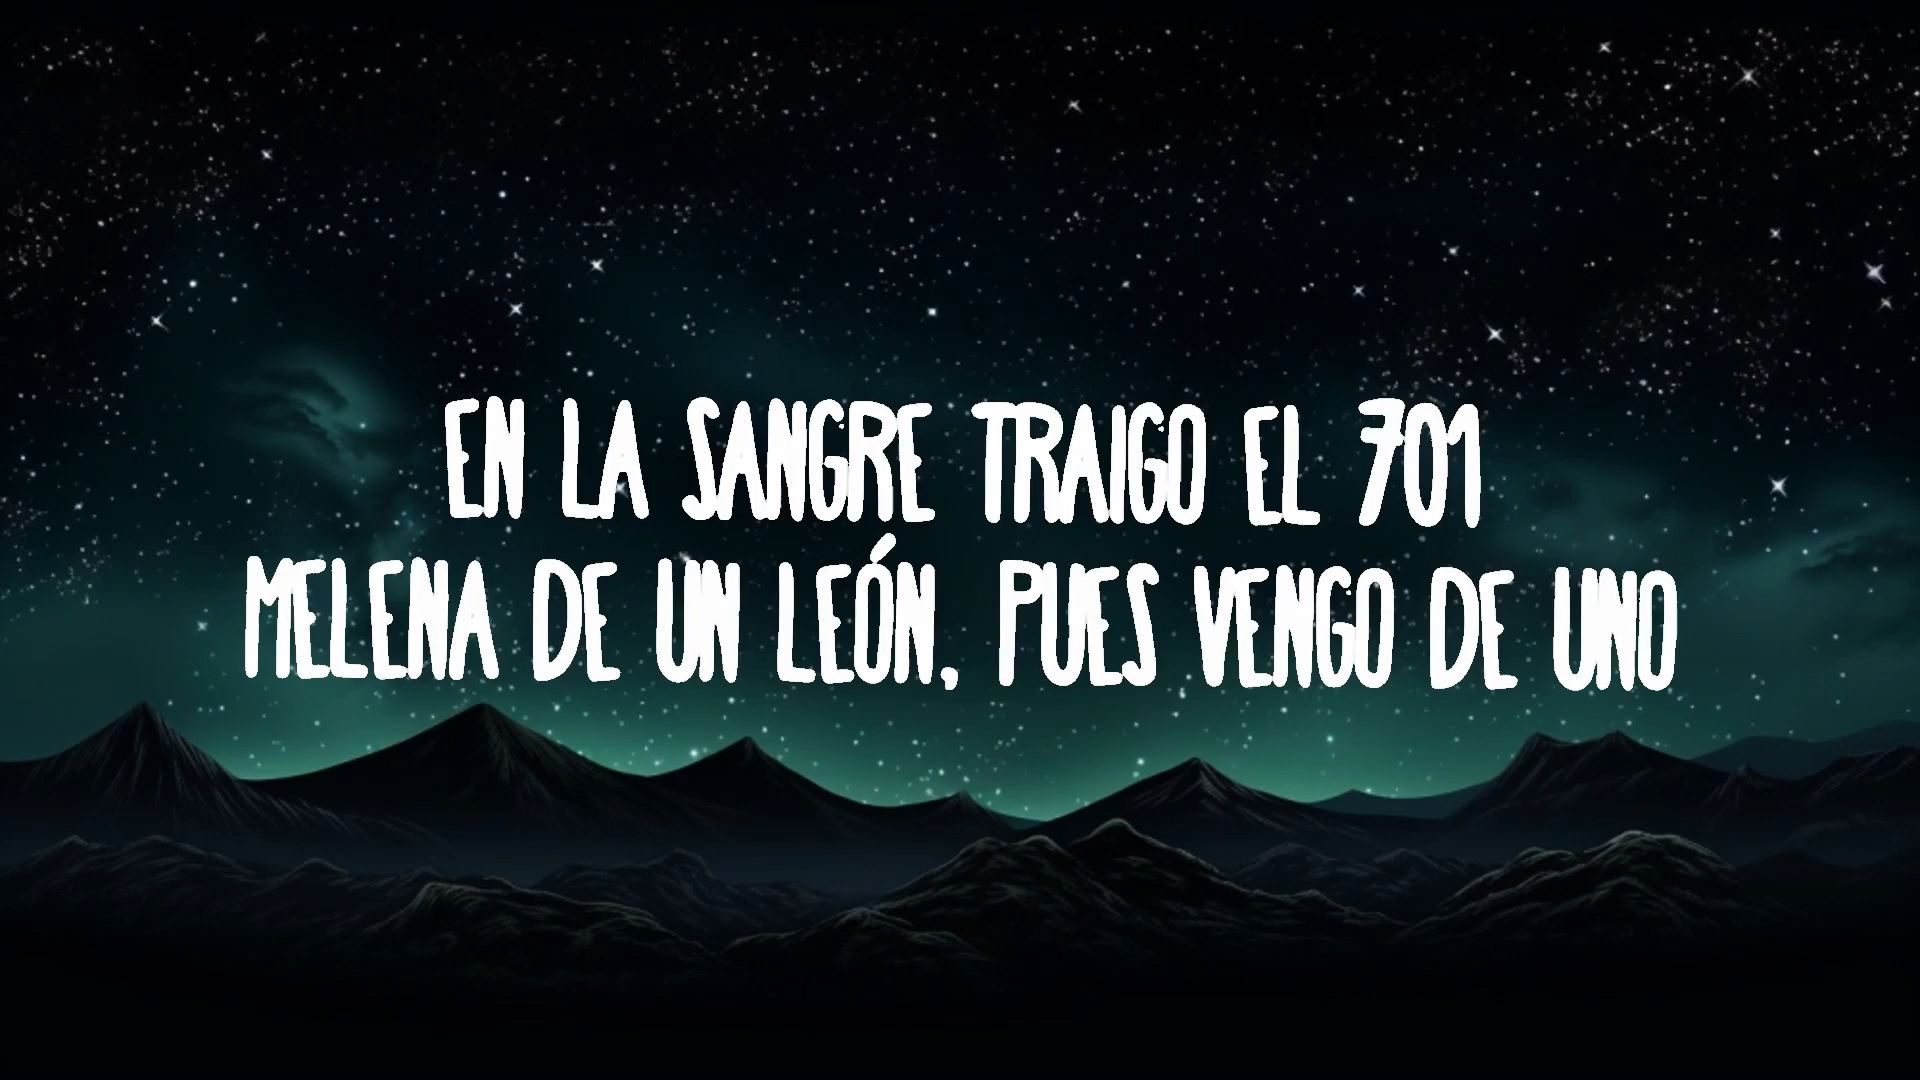 EN LA SANGRE TRAIGO EL 701
MELENA DE UN LEÓN, PUES VENGO DE UNO